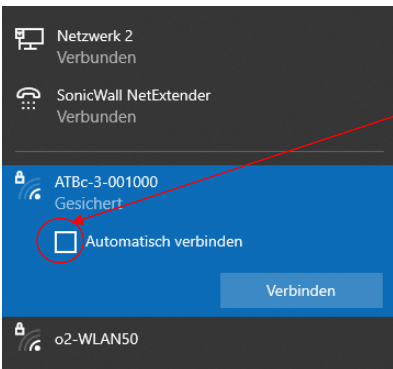 Netzwerk 2
Verbunden
SonicWall NetExtender
Verbunden
ATBc-3-001000
Gesichert
Automatisch verbinden
Verbinden
o2-WLAN50